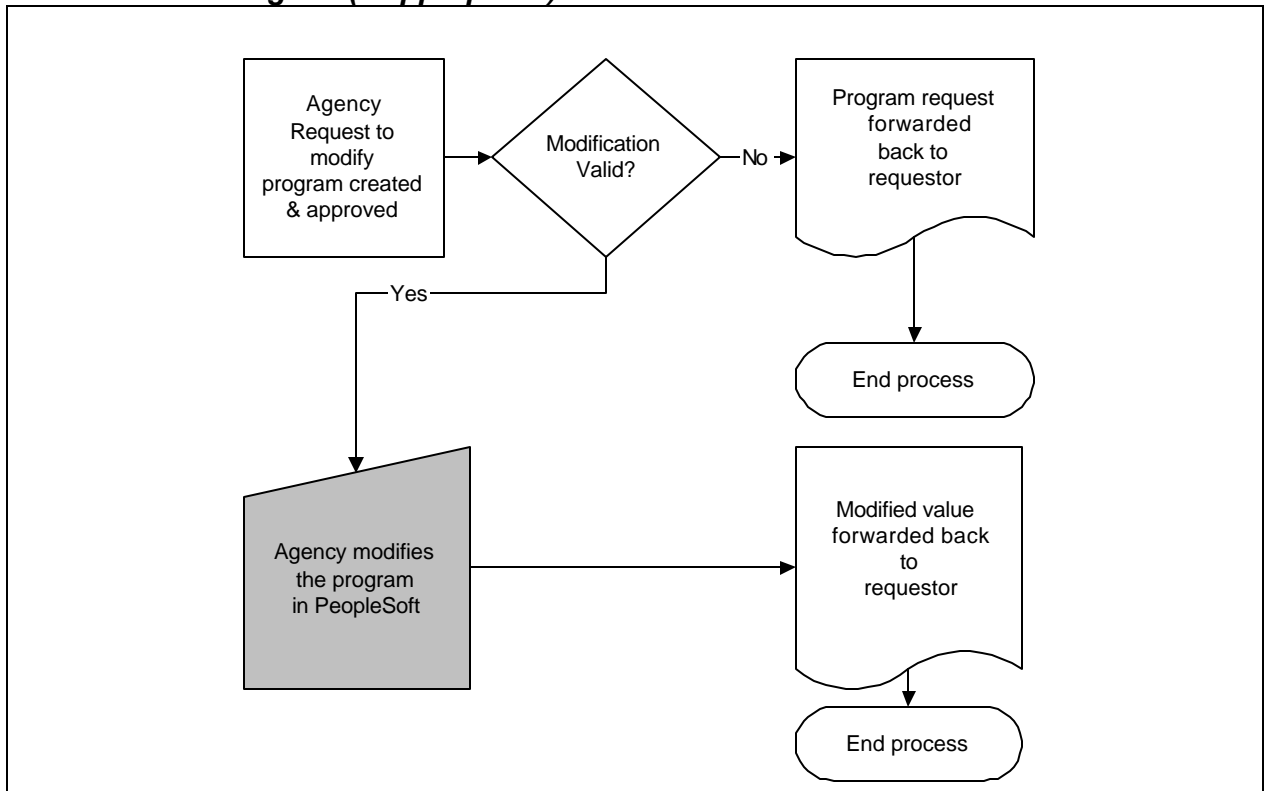 Agency
Request to
modify
program created
& approved
Modification
Valid?
No
Program request
forwarded
back to
requestor
Yes
End process
Agency modifies
the program
in PeopleSoft
Modified value
forwarded back
to
requestor
End process